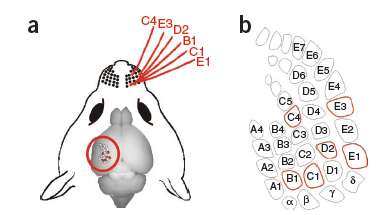 a
C4 E3
D2
B1
C1
E1
b
E7 E6
D6 E5
D5 E4
C5 E3
C4 D4
A4 B4 C3 D3 E2
A3 B3 C2 D2 E1
A2 B2 D1
A1 B1 C1 δ
α β γ